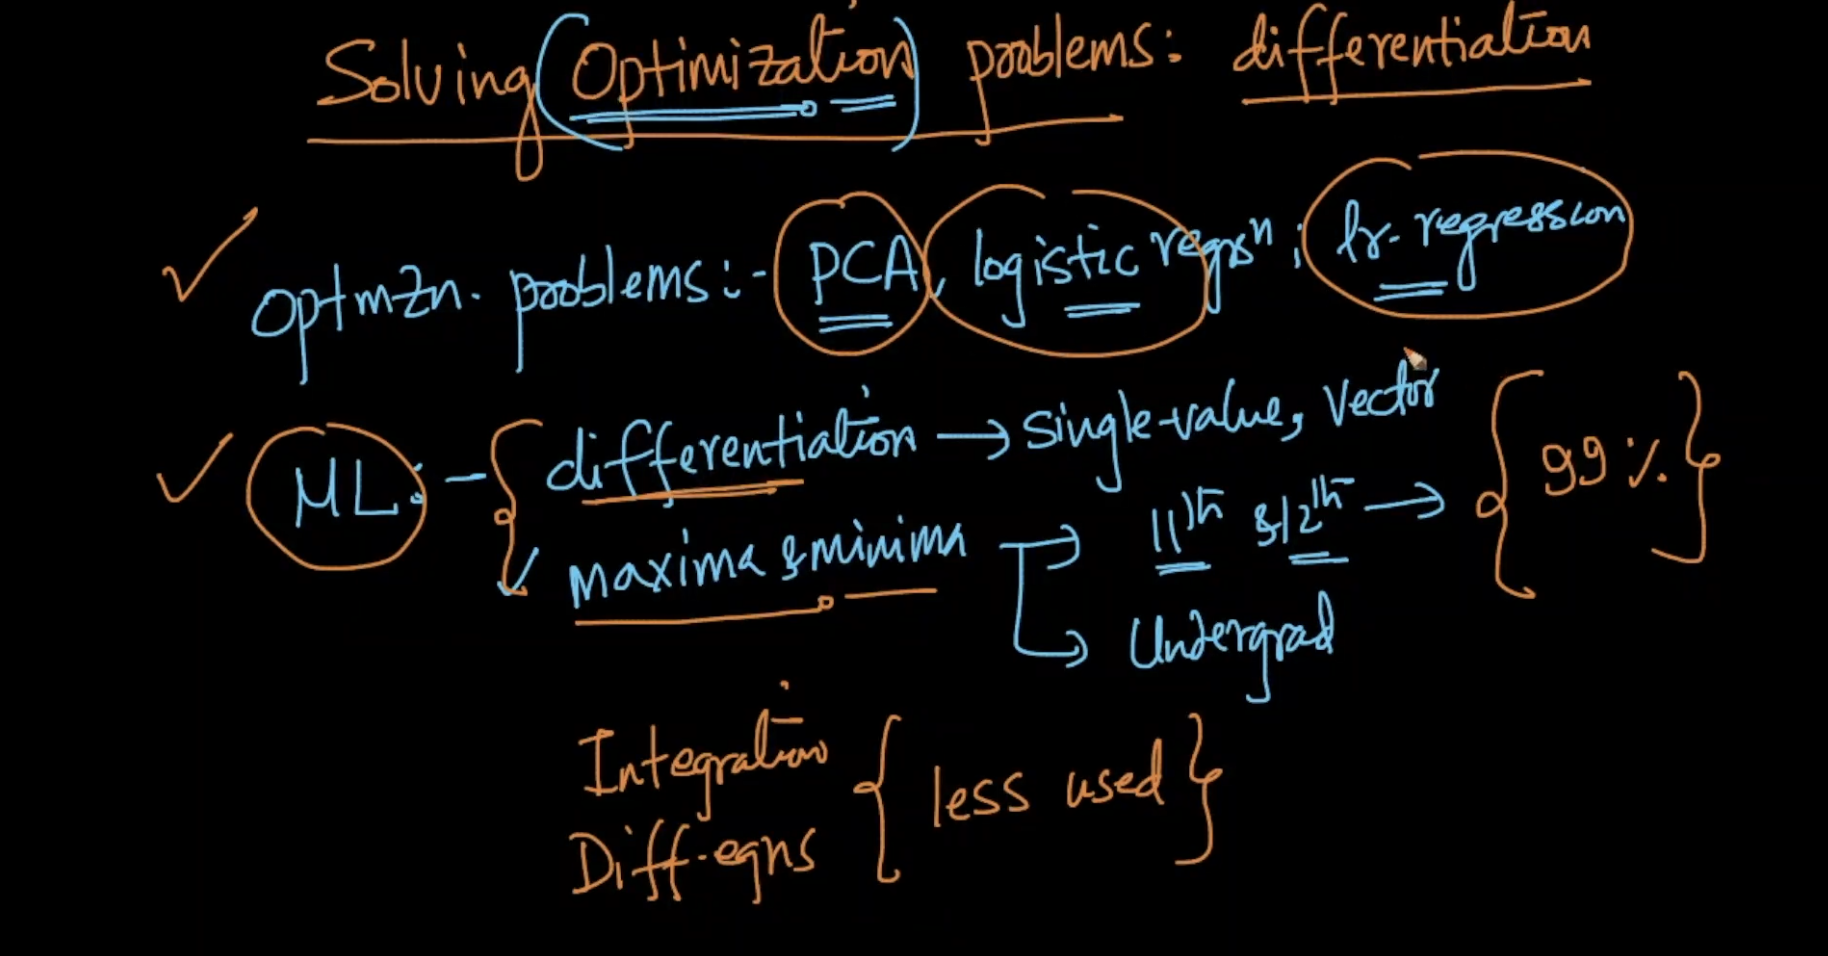 Solving (Optimization) problems: differentiation
optmzn. problems:- PCA, logistic regrsn, lr. regression
ML: - { differentiation → single-value, vector
maxima & minima → 11th & 12th → { 99 % }
→ Undergrad
Integration
Diff-eqns { less used }